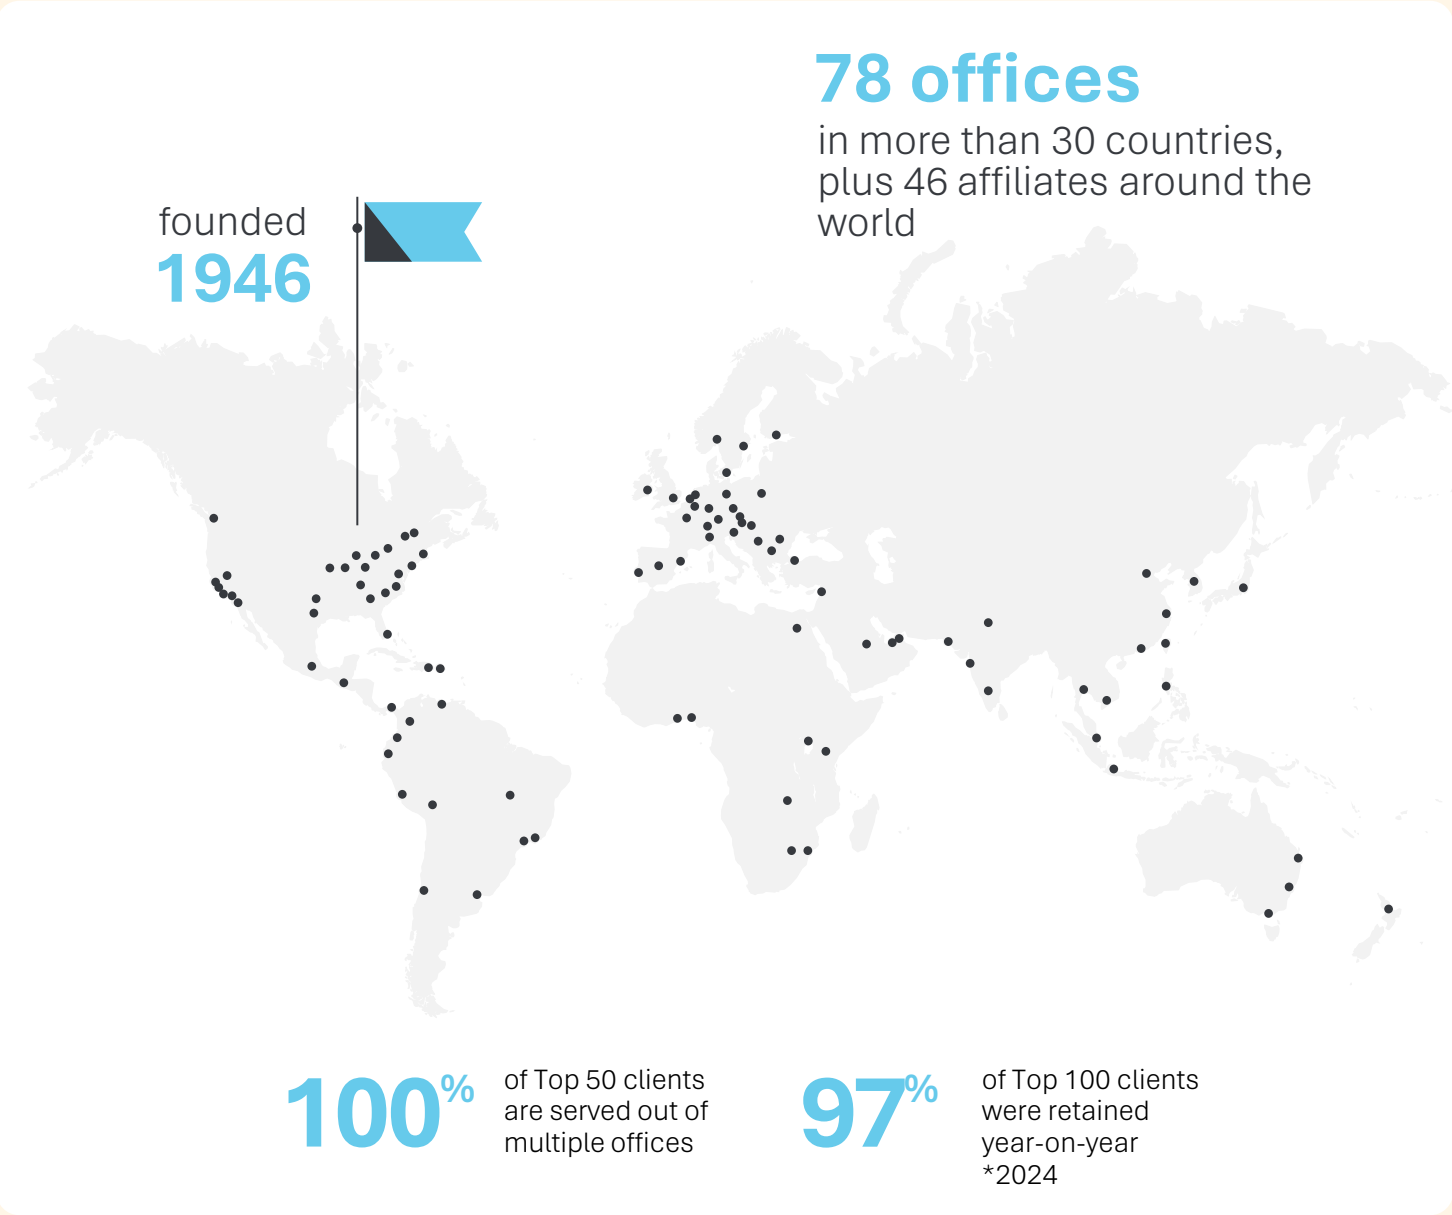 78 offices
in more than 30 countries,
plus 46 affiliates around the
world
founded
1946
100%
of Top 50 clients
are served out of
multiple offices
97%
of Top 100 clients
were retained
year-on-year
*2024